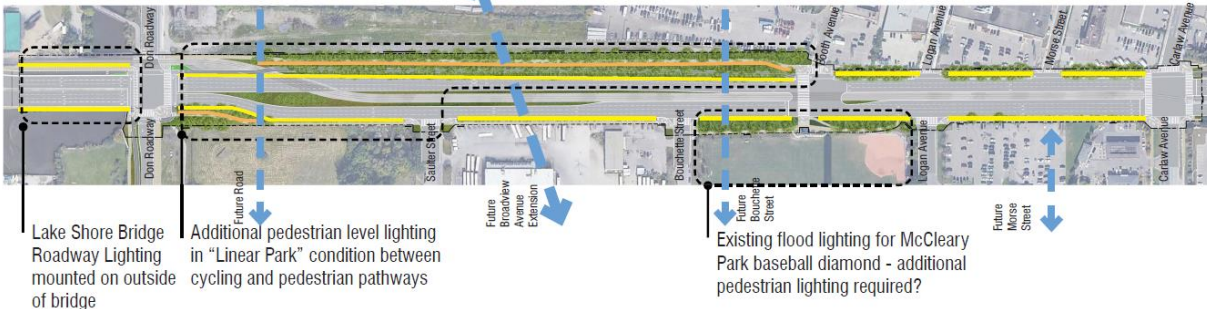 Don Roadway
Booth Avenue
Logan Avenue
Morse Street
Carlaw Avenue
Don Roadway
Future Road
Saulter Street
Future
Broadview
Avenue
Extension
Bouchette Street
Future
Bouchette
Street
Logan Avenue
Future
Morse
Street
Carlaw Avenue
Lake Shore Bridge
Roadway Lighting
mounted on outside
of bridge
Additional pedestrian level lighting
in “Linear Park” condition between
cycling and pedestrian pathways
Existing flood lighting for McCleary
Park baseball diamond - additional
pedestrian lighting required?